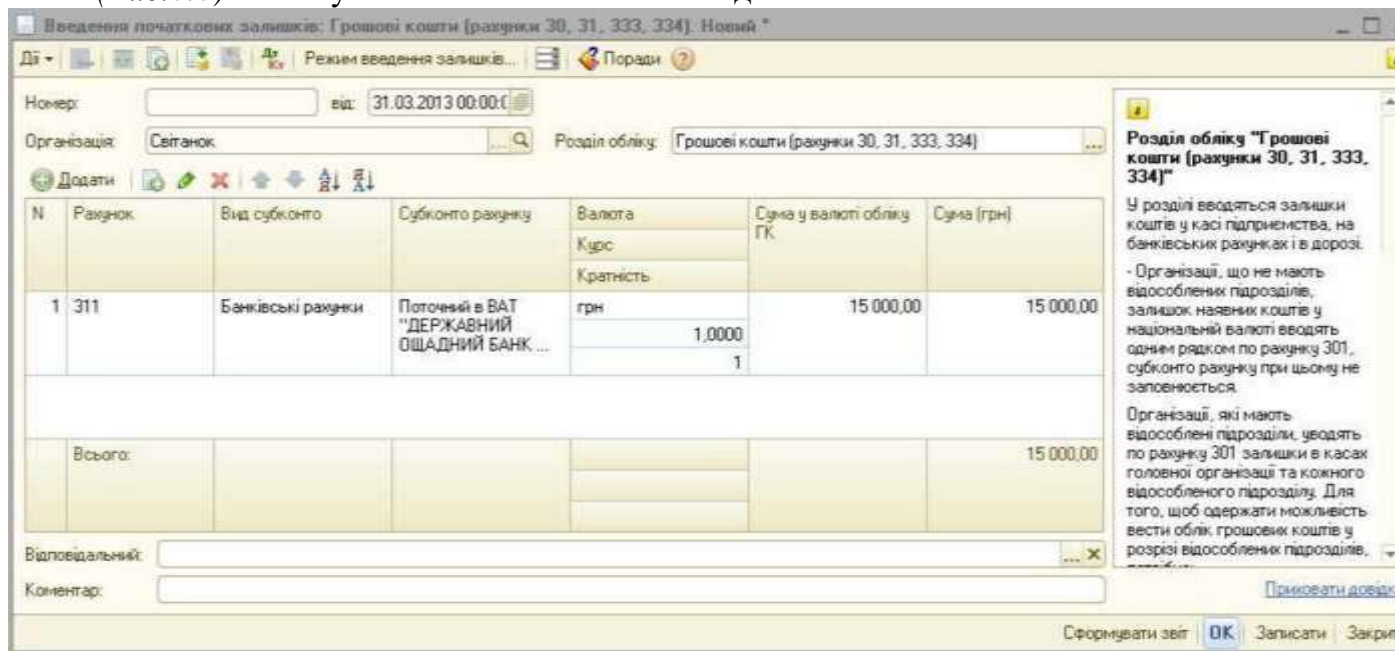 Введення початкових залишків: Грошові кошти (рахунки 30, 31, 333, 334). Новий *
Дії Режим введення залишків... Поради
Номер: від: 31.03.2013 00:00:0
Організація: Світанок ... Розділ обліку: Грошові кошти (рахунки 30, 31, 333, 334) ...
Додати
N Рахунок Вид субконто Субконто рахунку Валюта Сума у валюті обліку ГК Сума (грн)
Курс
Кратність
1 311 Банківські рахунки Поточний в ВАТ "ДЕРЖАВНИЙ ОЩАДНИЙ БАНК ... грн 15 000,00 15 000,00
1,0000
1
Всього: 15 000,00
Відповідальний: ... ×
Коментар:
Розділ обліку "Грошові
кошти (рахунки 30, 31, 333,
334)"
У розділі вводяться залишки
коштів у касі підприємства, на
банківських рахунках і в дорозі.
- Організації, що не мають
відособлених підрозділів,
залишок наявних коштів у
національній валюті вводять
одним рядком по рахунку 301,
субконто рахунку при цьому не
заповнюється.
Організації, які мають
відособлені підрозділи, уводять
по рахунку 301 залишки в касах
головної організації та кожного
відособленого підрозділу. Для
того, щоб одержати можливість
вести облік грошових коштів у
розрізі відособлених підрозділів,
Приховати довідк
Сформувати звіт OK Записати Закри